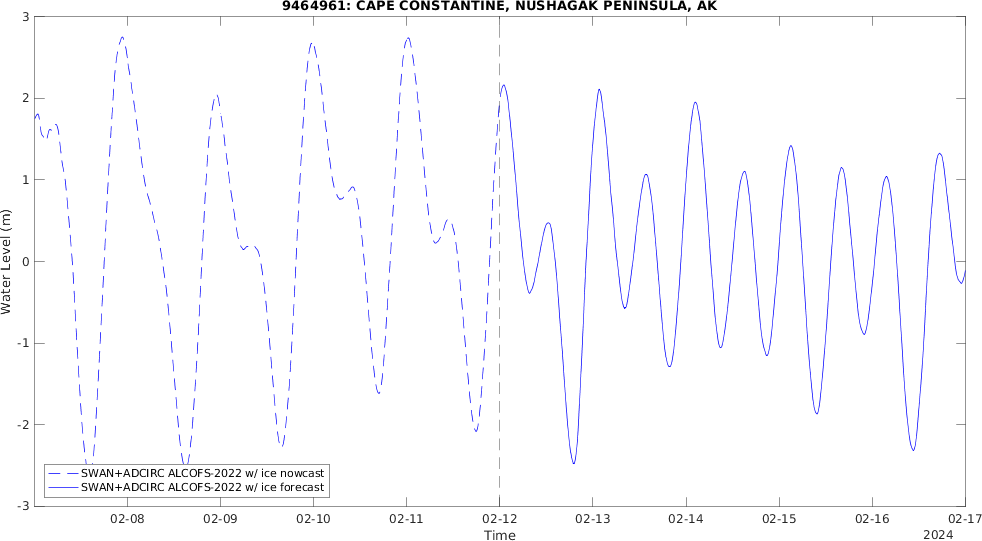 9464961: CAPE CONSTANTINE, NUSHAGAK PENINSULA, AK
3
2
1
0
-1
-2
-3
Water Level (m)
SWAN+ADCIRC ALCOFS-2022 w/ ice nowcast
SWAN+ADCIRC ALCOFS-2022 w/ ice forecast
02-08 02-09 02-10 02-11 02-12 02-13 02-14 02-15 02-16 02-17
Time
2024